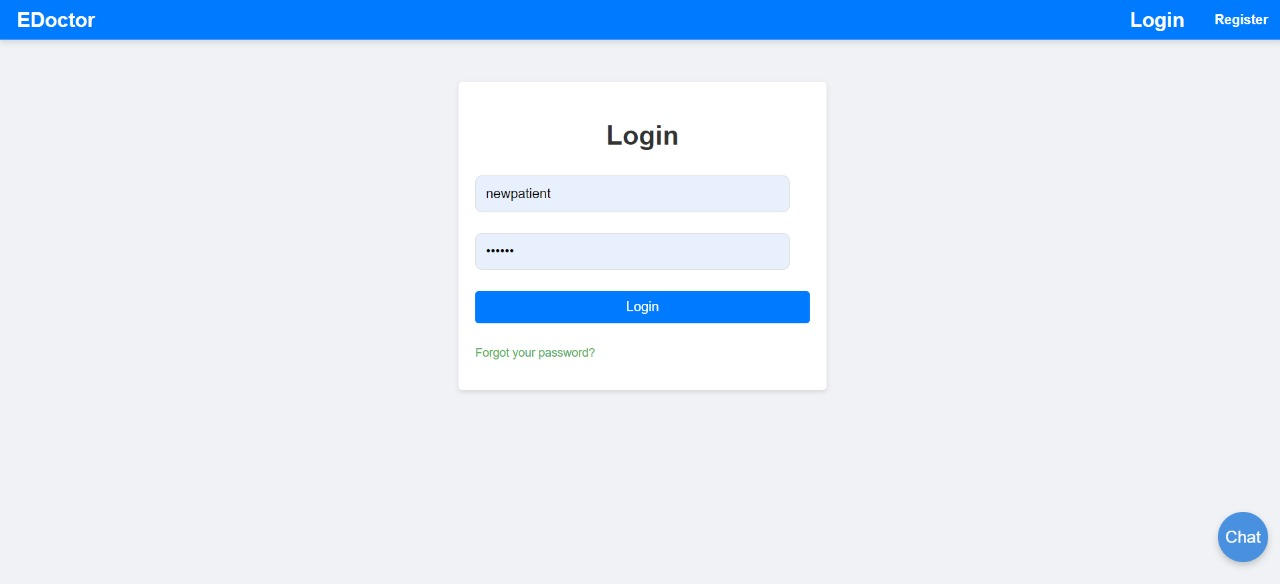 EDoctor
Login Register
Login
newpatient
••••••
Login
Forgot your password?
Chat